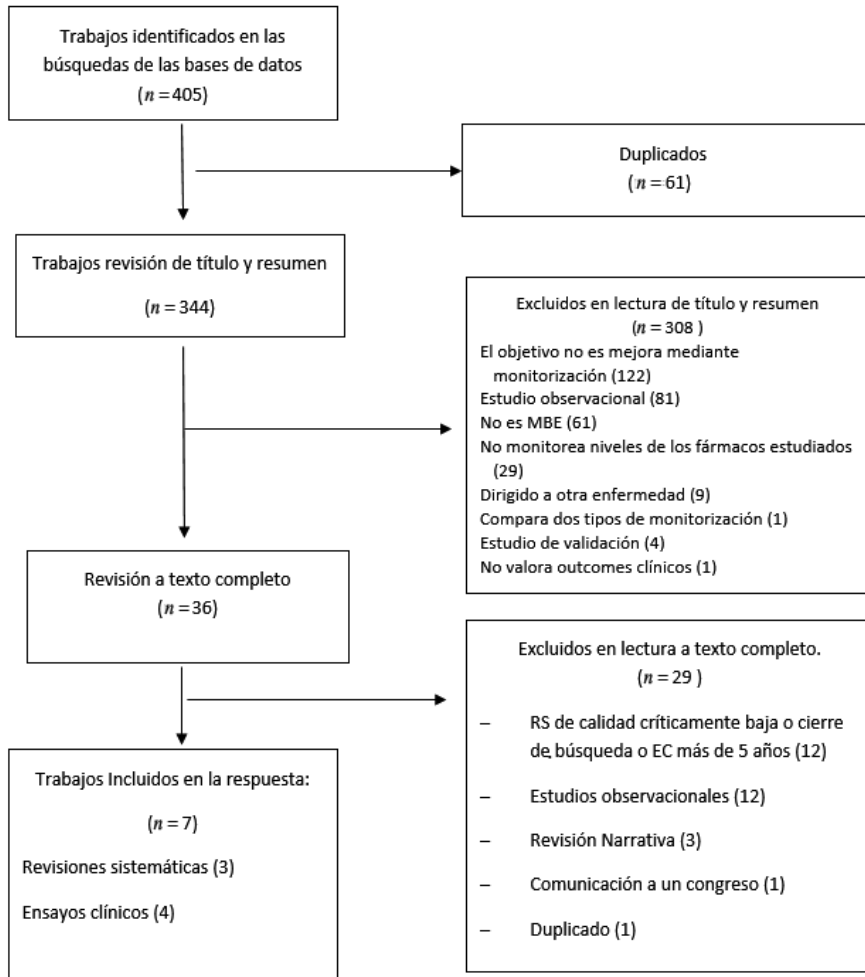 Trabajos identificados en las
búsquedas de las bases de datos
(n = 405)
Duplicados
(n = 61)
Trabajos revisión de título y resumen
(n = 344)
Excluidos en lectura de título y resumen
(n = 308 )
El objetivo no es mejora mediante
monitorización (122)
Estudio observacional (81)
No es MBE (61)
No monitorea niveles de los fármacos estudiados
(29)
Dirigido a otra enfermedad (9)
Compara dos tipos de monitorización (1)
Estudio de validación (4)
No valora outcomes clínicos (1)
Revisión a texto completo
(n = 36)
Excluidos en lectura a texto completo.
(n = 29 )
– RS de calidad críticamente baja o cierre
de búsqueda o EC más de 5 años (12)
– Estudios observacionales (12)
– Revisión Narrativa (3)
– Comunicación a un congreso (1)
– Duplicado (1)
Trabajos Incluidos en la respuesta:
(n = 7)
Revisiones sistemáticas (3)
Ensayos clínicos (4)